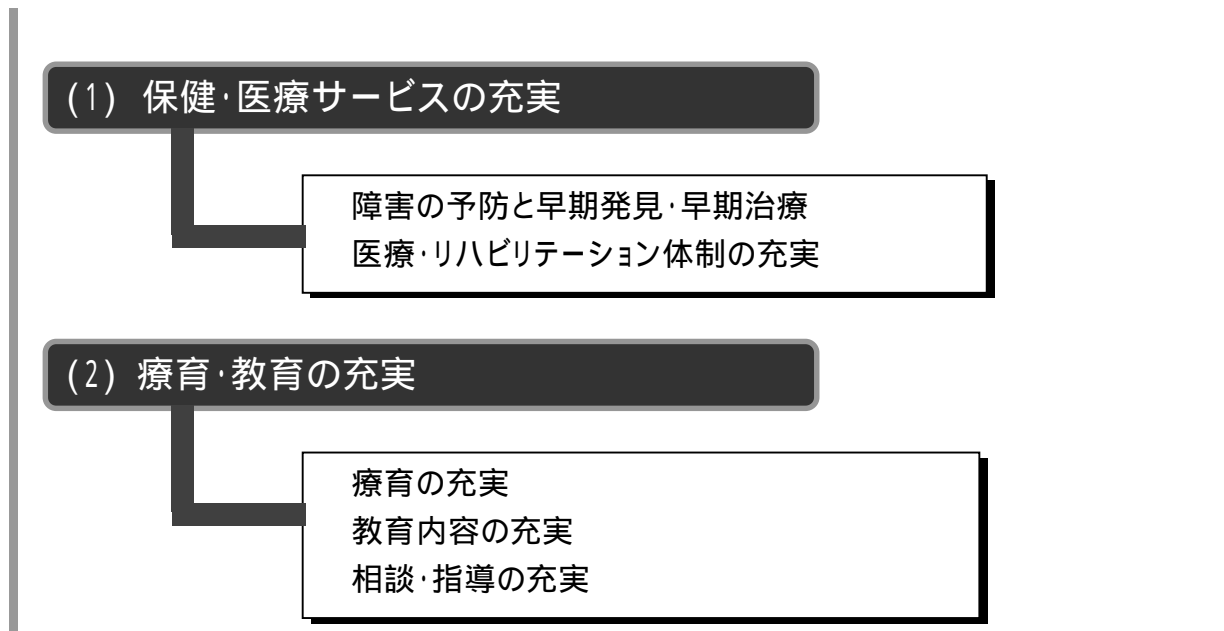 (1) 保健･医療サービスの充実
障害の予防と早期発見･早期治療
医療･リハビリテーション体制の充実
(2) 療育･教育の充実
療育の充実
教育内容の充実
相談･指導の充実